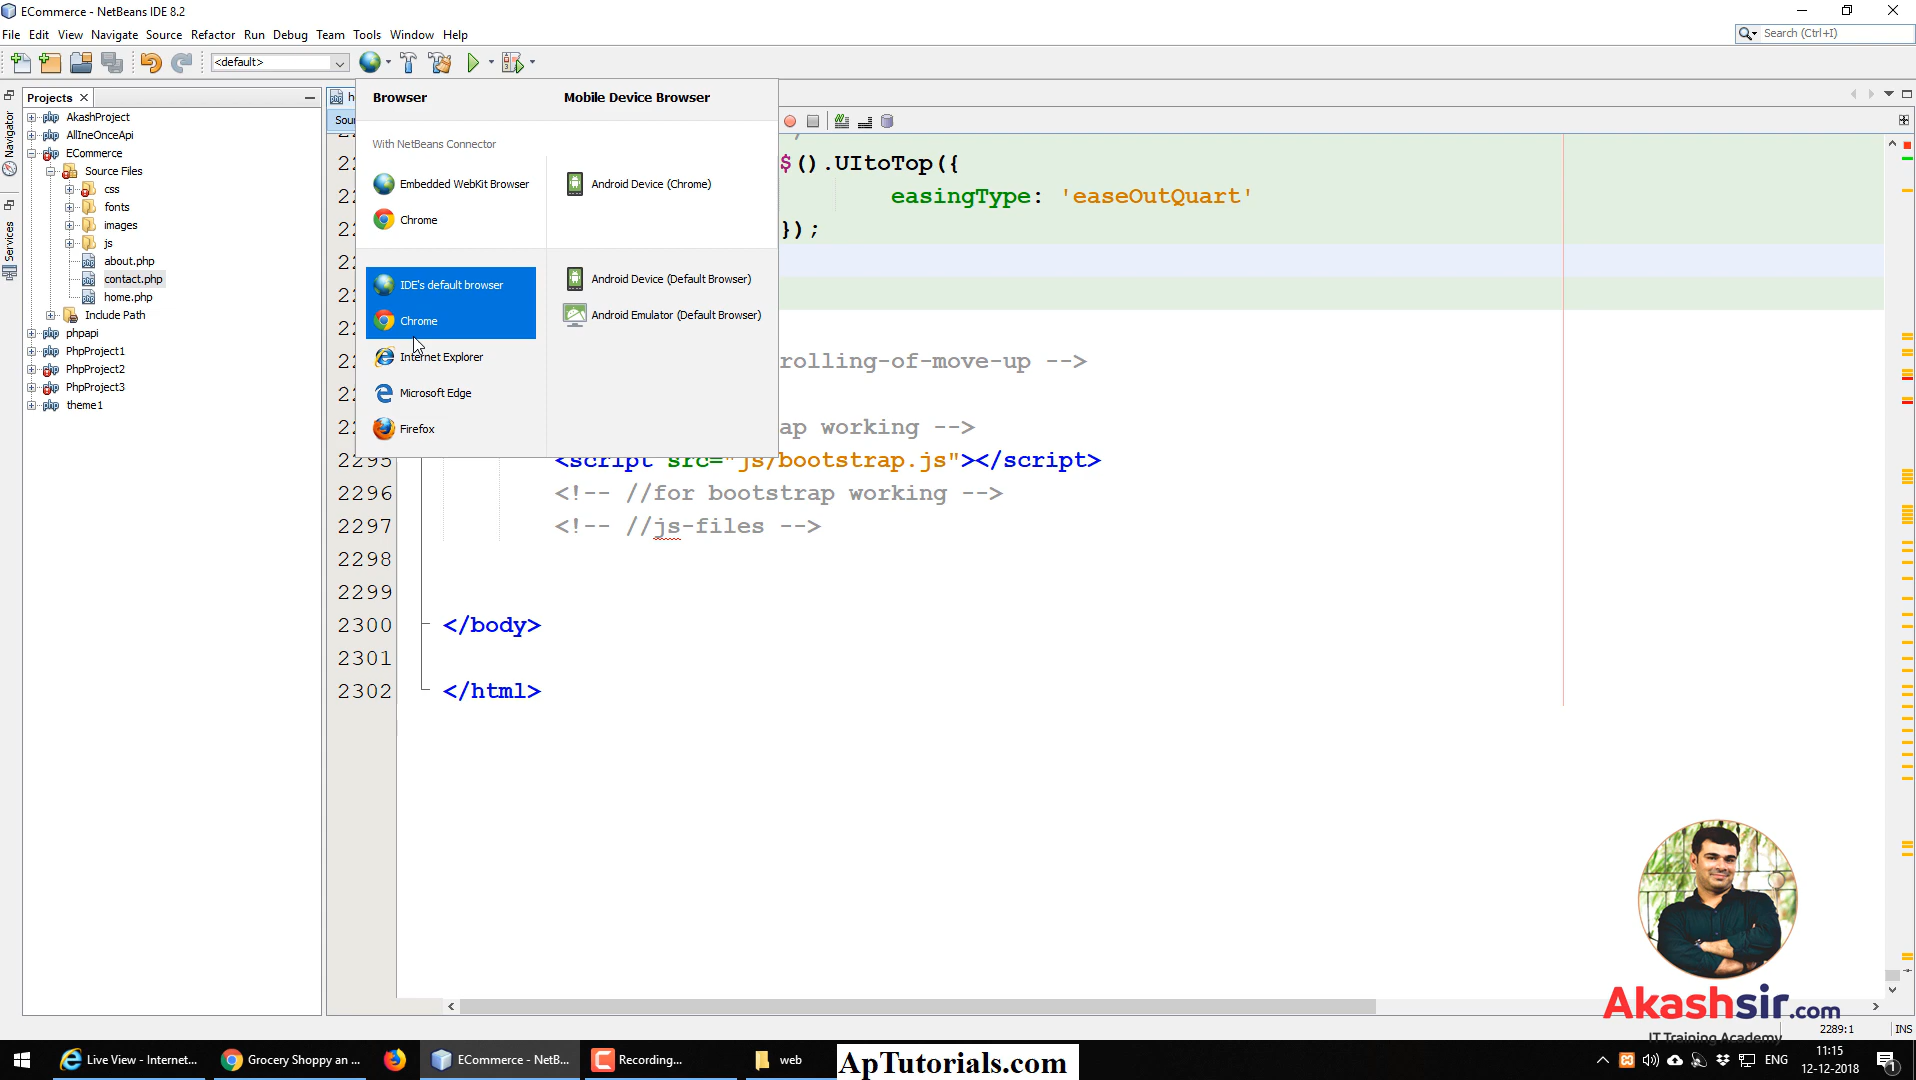 ECommerce - NetBeans IDE 8.2
File Edit View Navigate Source Refactor Run Debug Team Tools Window Help
Search (Ctrl+I)
<default>
Projects
Navigator
Services
AkashProject
AllIneOnceApi
ECommerce
Source Files
css
fonts
images
js
about.php
contact.php
home.php
Include Path
phpapi
PhpProject1
PhpProject2
PhpProject3
theme1
Browser
Mobile Device Browser
With NetBeans Connector
Embedded WebKit Browser
Android Device (Chrome)
Chrome
IDE's default browser
Android Device (Default Browser)
Chrome
Android Emulator (Default Browser)
Internet Explorer
Microsoft Edge
Firefox
$().UItoTop({
easingType: 'easeOutQuart'
});
rolling-of-move-up -->
ap working -->
2295 <script src="js/bootstrap.js"></script>
2296 <!-- //for bootstrap working -->
2297 <!-- //js-files -->
2298
2299
2300 </body>
2301
2302 </html>
Akashsir.com
IT Training Academy
2289:1 INS
Live View - Internet...
Grocery Shoppy an ...
ECommerce - NetB...
Recording...
web
ApTutorials.com
ENG
11:15
12-12-2018
1